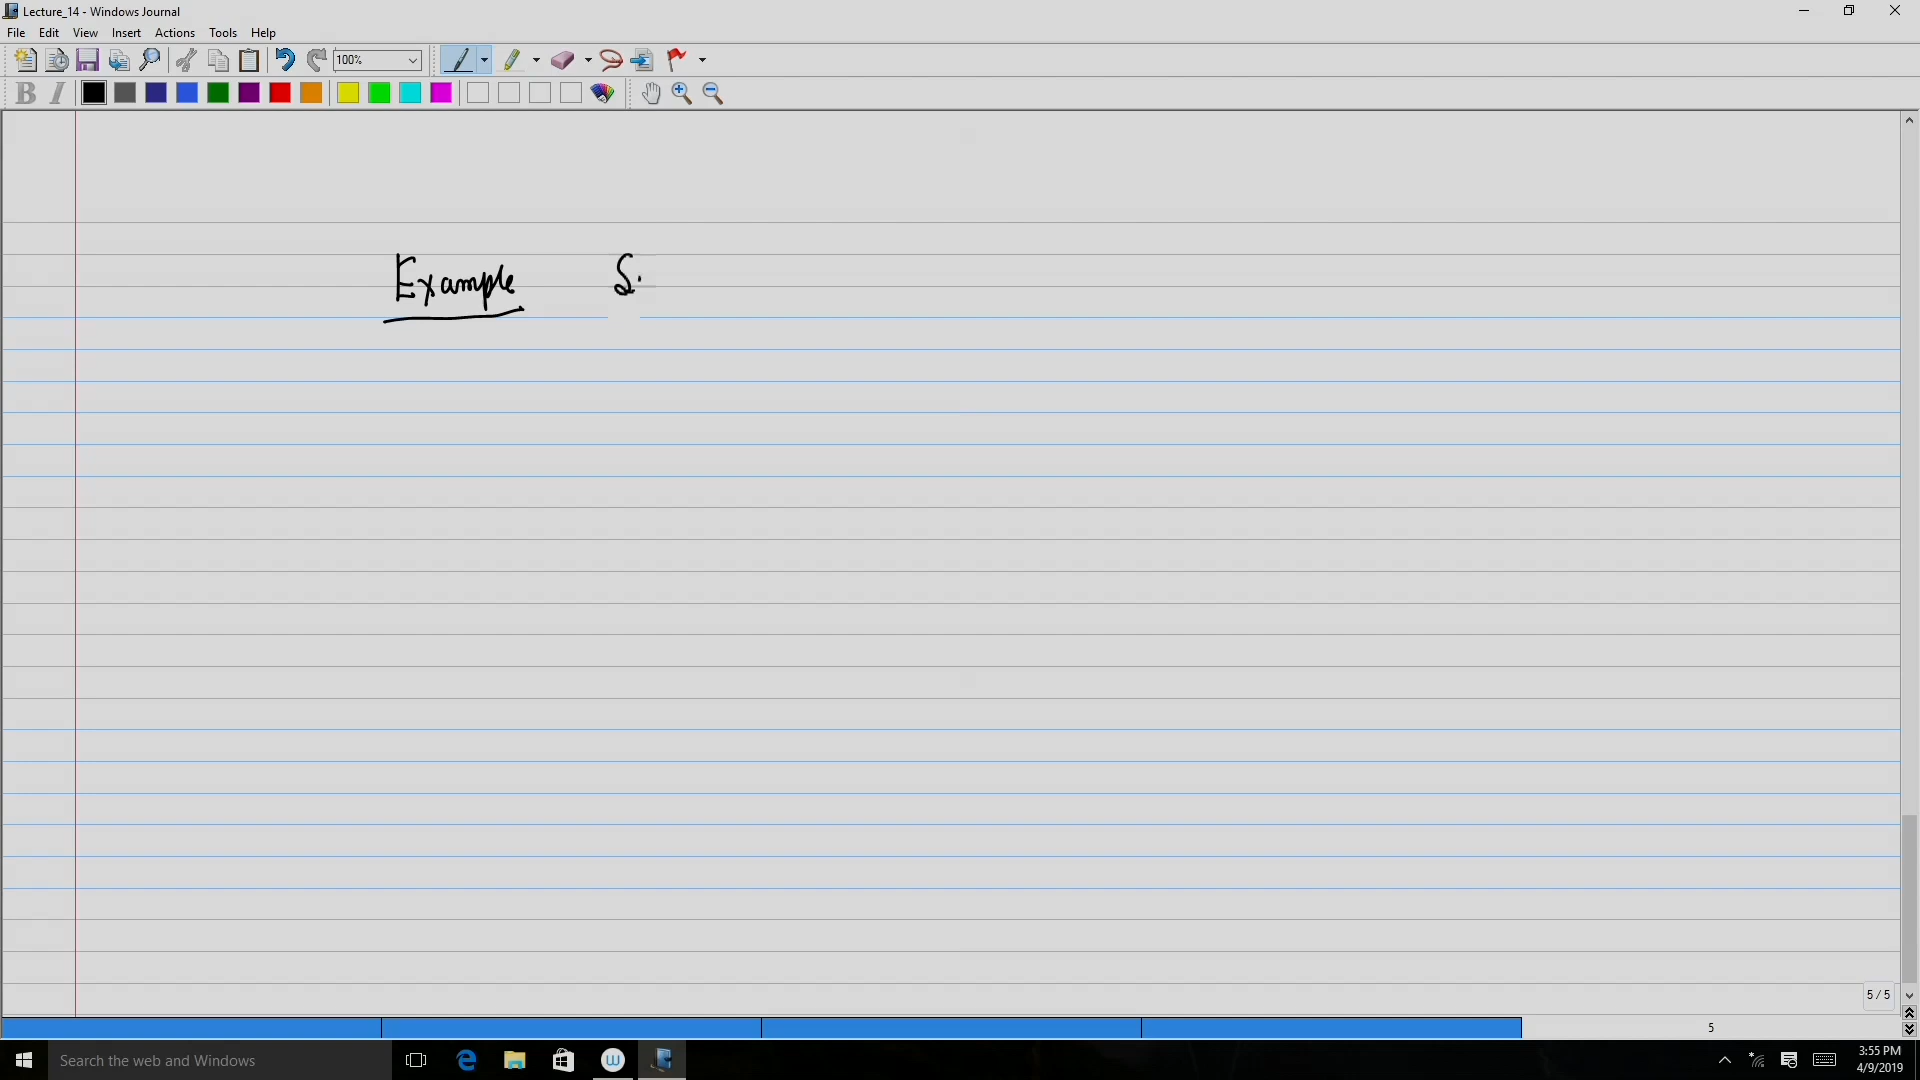 Lecture_14 - Windows Journal
File Edit View Insert Actions Tools Help
100%
B I
Example S
5 / 5
5
Search the web and Windows
3:55 PM
4/9/2019